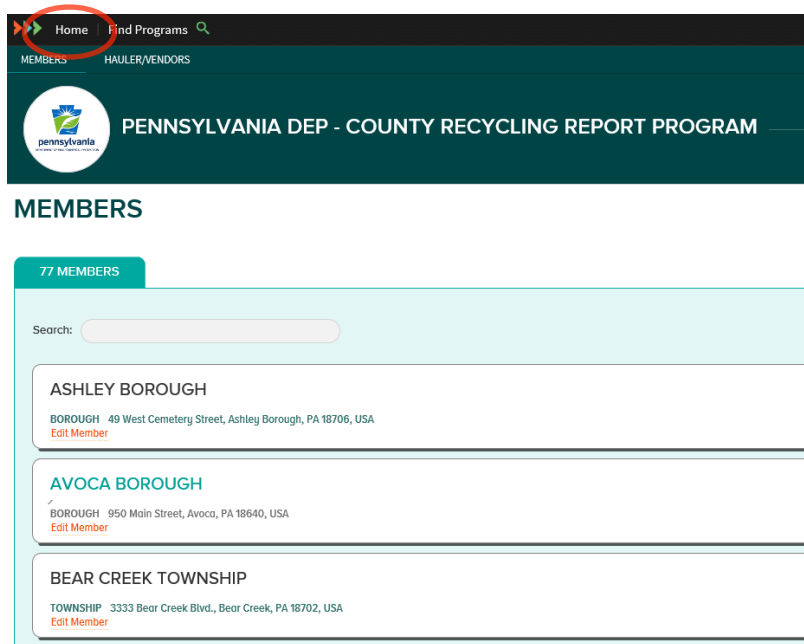 Home | Find Programs
MEMBERS HAULER/VENDORS
pennsylvania
PENNSYLVANIA DEP - COUNTY RECYCLING REPORT PROGRAM
MEMBERS
77 MEMBERS
Search:
ASHLEY BOROUGH
BOROUGH 49 West Cemetery Street, Ashley Borough, PA 18706, USA
Edit Member
AVOCA BOROUGH
BOROUGH 950 Main Street, Avoca, PA 18640, USA
Edit Member
BEAR CREEK TOWNSHIP
TOWNSHIP 3333 Bear Creek Blvd., Bear Creek, PA 18702, USA
Edit Member